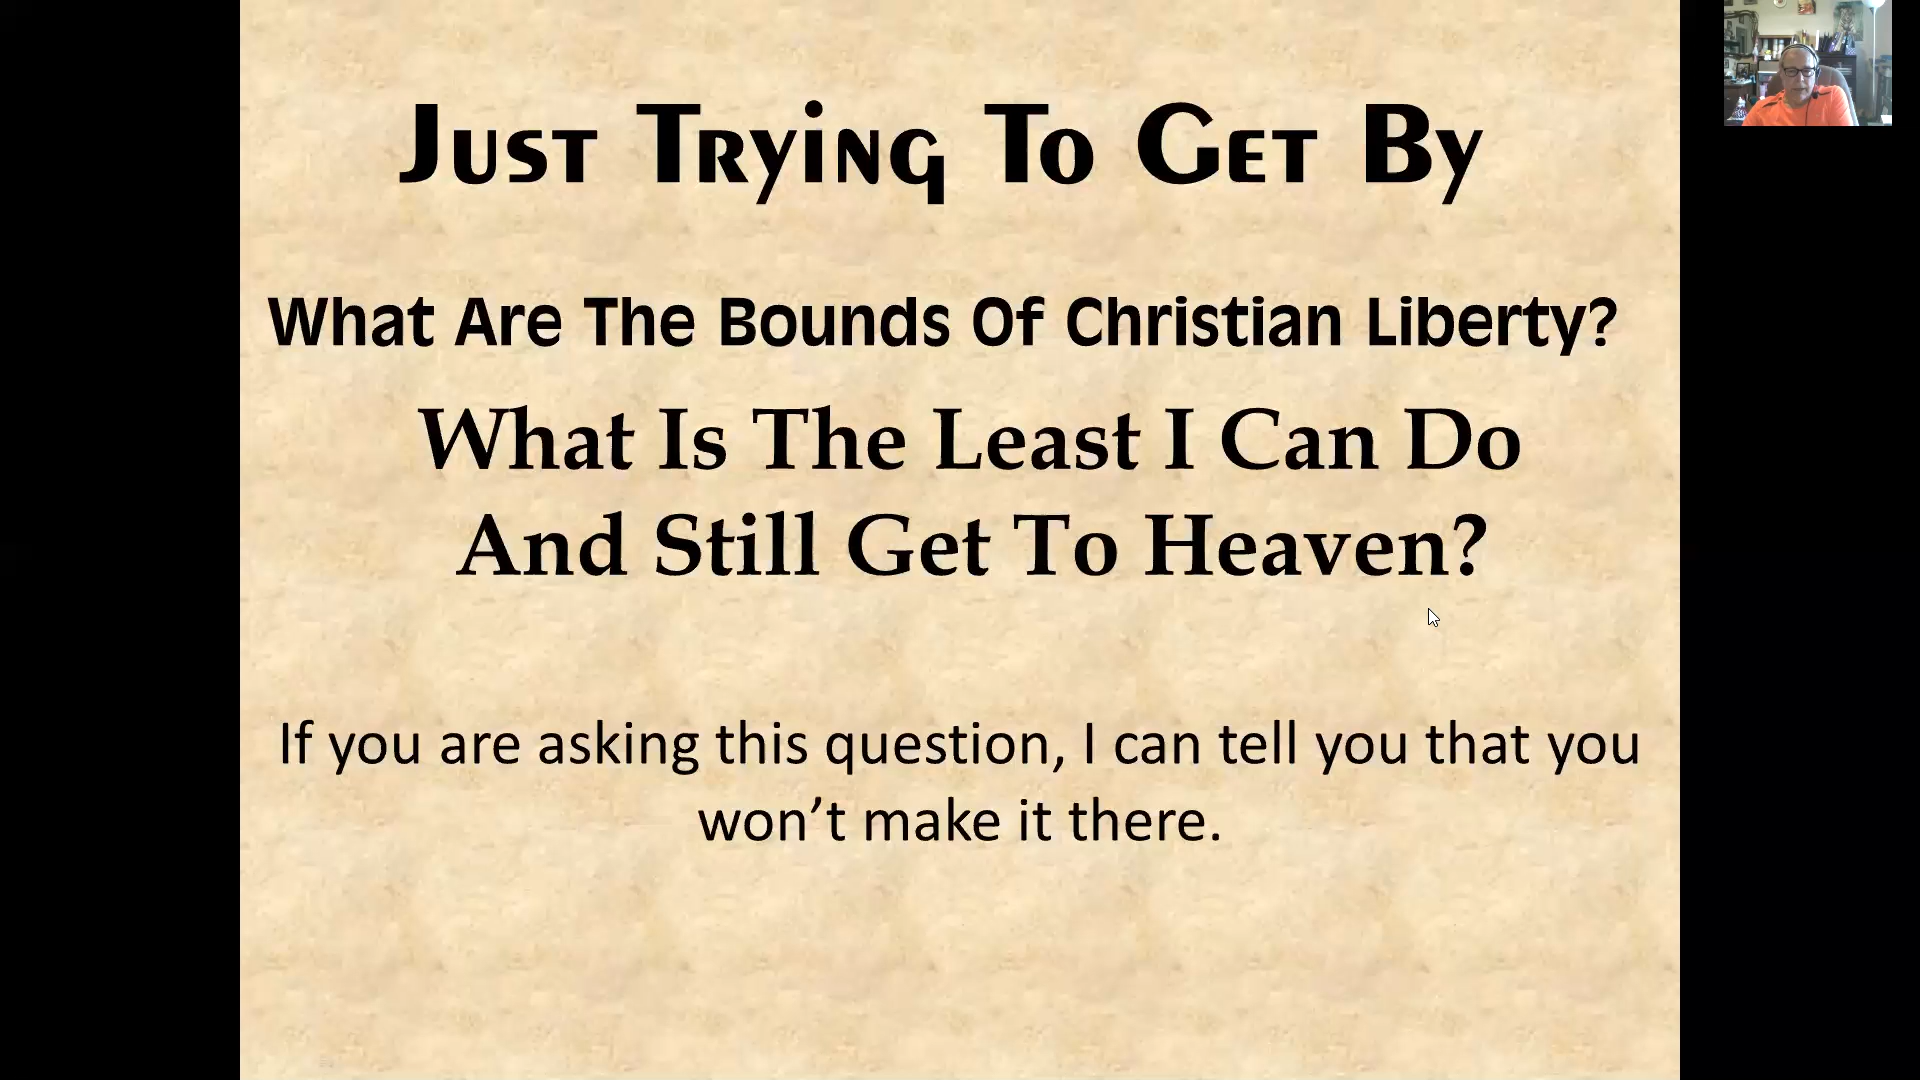 Just Trying To Get By
What Are The Bounds Of Christian Liberty?
What Is The Least I Can Do
And Still Get To Heaven?
If you are asking this question, I can tell you that you
won’t make it there.